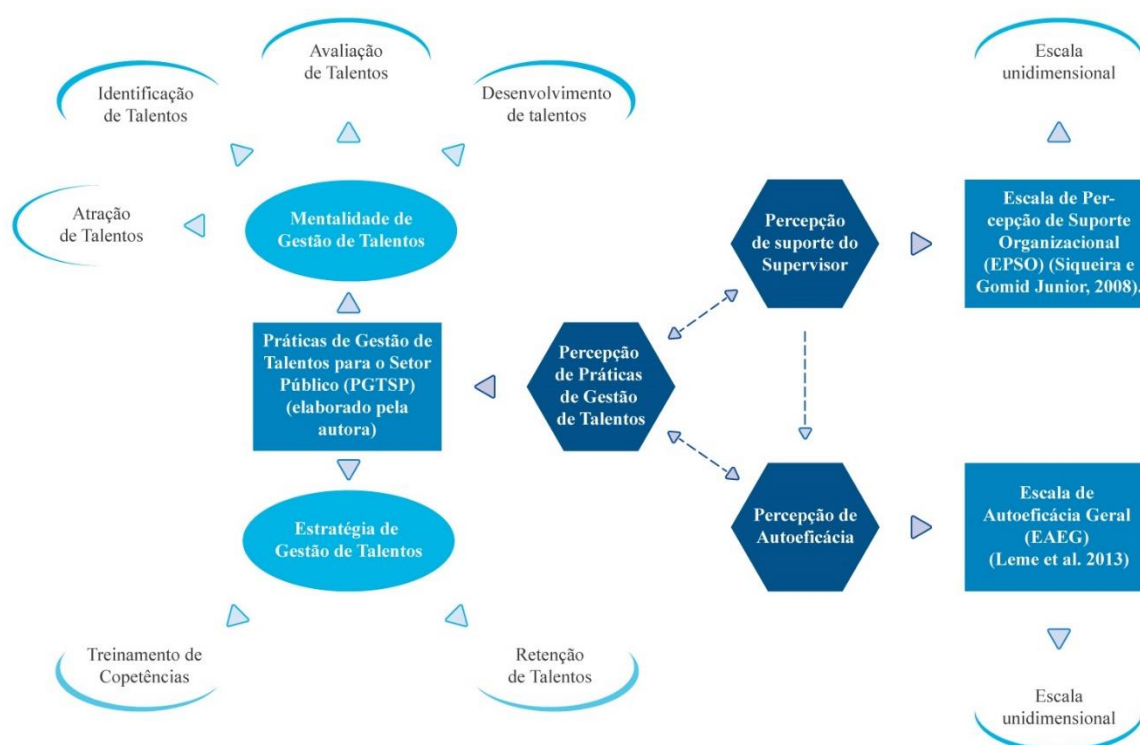 Avaliação
de Talentos
Identificação
de Talentos
Desenvolvimento
de talentos
Atração
de Talentos
Mentalidade de
Gestão de Talentos
Práticas de Gestão de
Talentos para o Setor
Público (PGTSP)
(elaborado pela
autora)
Estratégia de
Gestão de Talentos
Treinamento de
Copetências
Retenção
de Talentos
Percepção
de Práticas
de Gestão
de Talentos
Percepção
de suporte do
Supervisor
Percepção de
Autoeficácia
Escala
unidimensional
Escala de Per-
cepção de Suporte
Organizacional
(EPSO) (Siqueira e
Gomid Junior, 2008).
Escala de
Autoeficácia Geral
(EAEG)
(Leme et al. 2013)
Escala
unidimensional